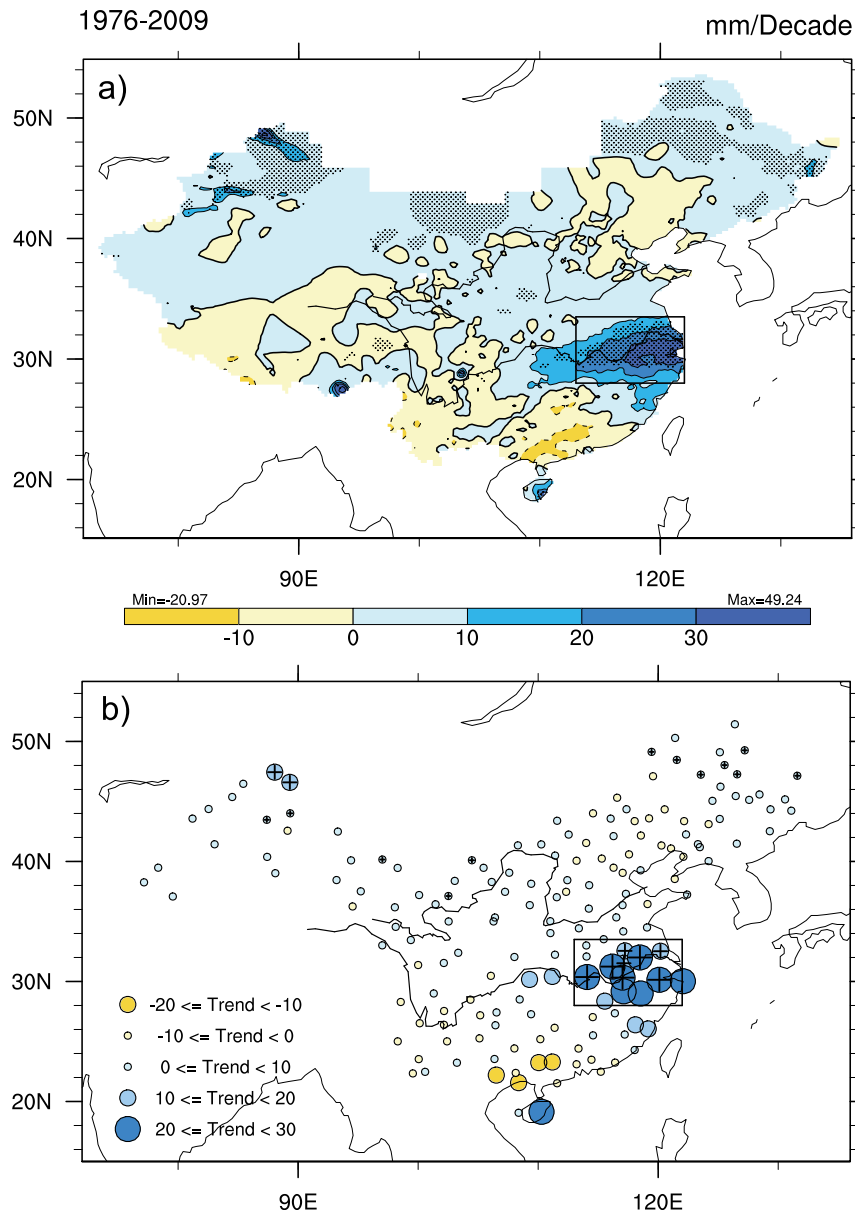 1976-2009 mm/Decade
a)
50N
40N
30N
20N
90E 120E
Min=-20.97 Max=49.24
-10 0 10 20 30
b)
50N
40N
30N
20N
-20 <= Trend < -10
-10 <= Trend < 0
0 <= Trend < 10
10 <= Trend < 20
20 <= Trend < 30
90E 120E